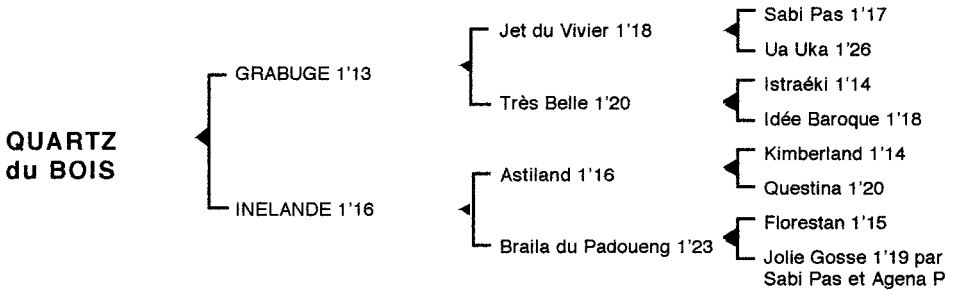 QUARTZ
du BOIS
GRABUGE 1'13
INELANDE 1'16
Jet du Vivier 1'18
Très Belle 1'20
Astiland 1'16
Braila du Padoueng 1'23
Sabi Pas 1'17
Ua Uka 1'26
Istraéki 1'14
Idée Baroque 1'18
Kimberland 1'14
Questina 1'20
Florestan 1'15
Jolie Gosse 1'19 par
Sabi Pas et Agena P